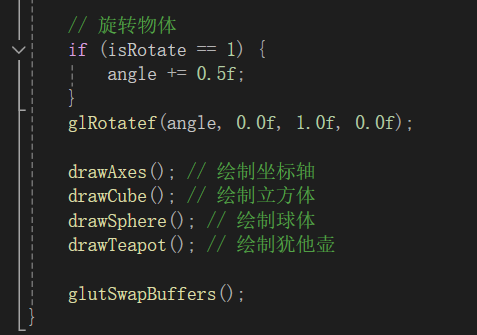 // 旋转物体
if (isRotate == 1) {
angle += 0.5f;
}
glRotatef(angle, 0.0f, 1.0f, 0.0f);
drawAxes(); // 绘制坐标轴
drawCube(); // 绘制立方体
drawSphere(); // 绘制球体
drawTeapot(); // 绘制犹他壶
glutSwapBuffers();
}